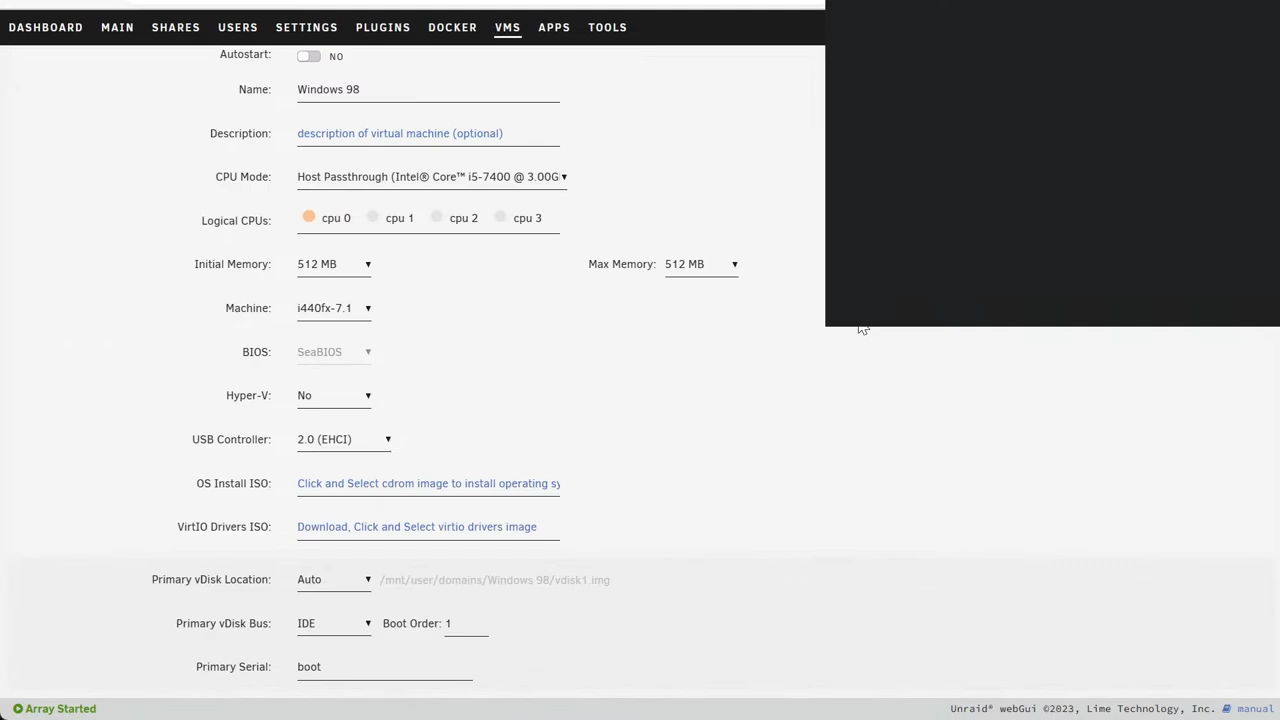 DASHBOARD MAIN SHARES USERS SETTINGS PLUGINS DOCKER VMS APPS TOOLS
Autostart: NO
Name: Windows 98
Description: description of virtual machine (optional)
CPU Mode: Host Passthrough (Intel® Core™ i5-7400 @ 3.00G
Logical CPUs: cpu 0 cpu 1 cpu 2 cpu 3
Initial Memory: 512 MB Max Memory: 512 MB
Machine: i440fx-7.1
BIOS: SeaBIOS
Hyper-V: No
USB Controller: 2.0 (EHCI)
OS Install ISO: Click and Select cdrom image to install operating sy
VirtIO Drivers ISO: Download, Click and Select virtio drivers image
Primary vDisk Location: Auto /mnt/user/domains/Windows 98/vdisk1.img
Primary vDisk Bus: IDE Boot Order: 1
Primary Serial: boot
Array Started Unraid® webGui ©2023, Lime Technology, Inc. manual